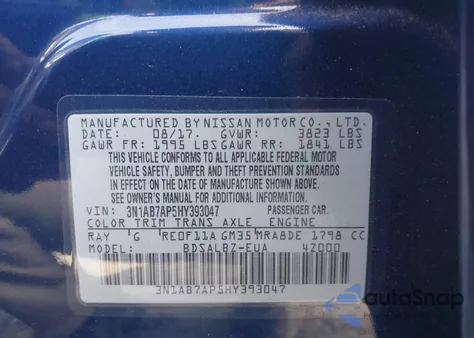 MANUFACTURED BY NISSAN MOTOR CO., LTD.
DATE: 08/17. GVWR: 3823 LBS
GAWR FR: 1995 LBS GAWR RR: 1841 LBS
THIS VEHICLE CONFORMS TO ALL APPLICABLE FEDERAL MOTOR
VEHICLE SAFETY, BUMPER AND THEFT PREVENTION STANDARDS
IN EFFECT ON THE DATE OF MANUFACTURE SHOWN ABOVE.
SEE OWNER'S MANUAL FOR ADDITIONAL INFORMATION.
VIN: 3N1AB7AP5HY393047 PASSENGER CAR.
COLOR TRIM TRANS AXLE ENGINE
RAY G RE0F11A GM35 MRA8DE 1798 CC
MODEL: BDSALBZ-EUA 4Z000
3N1AB7AP5HY393047
autoSnap